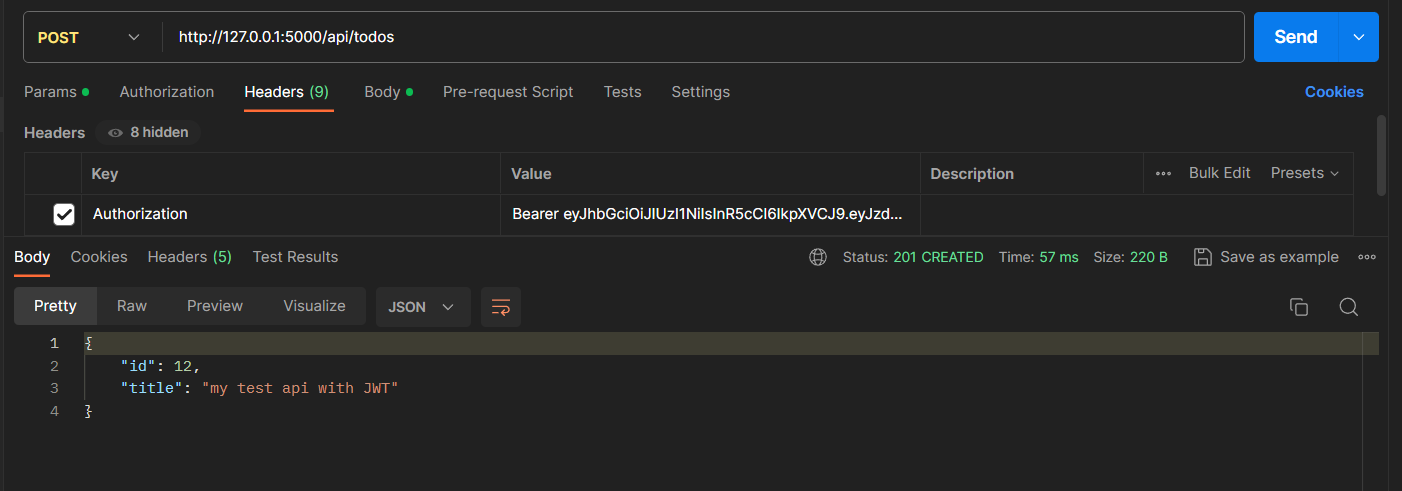 POST http://127.0.0.1:5000/api/todos Send
Params Authorization Headers (9) Body Pre-request Script Tests Settings Cookies
Headers 8 hidden
Key Value Description Bulk Edit Presets
Authorization Bearer eyJhbGciOiJIUzI1NiIsInR5cCI6IkpXVCJ9.eyJzd...
Body Cookies Headers (5) Test Results Status: 201 CREATED Time: 57 ms Size: 220 B Save as example
Pretty Raw Preview Visualize JSON
1 {
2 "id": 12,
3 "title": "my test api with JWT"
4 }